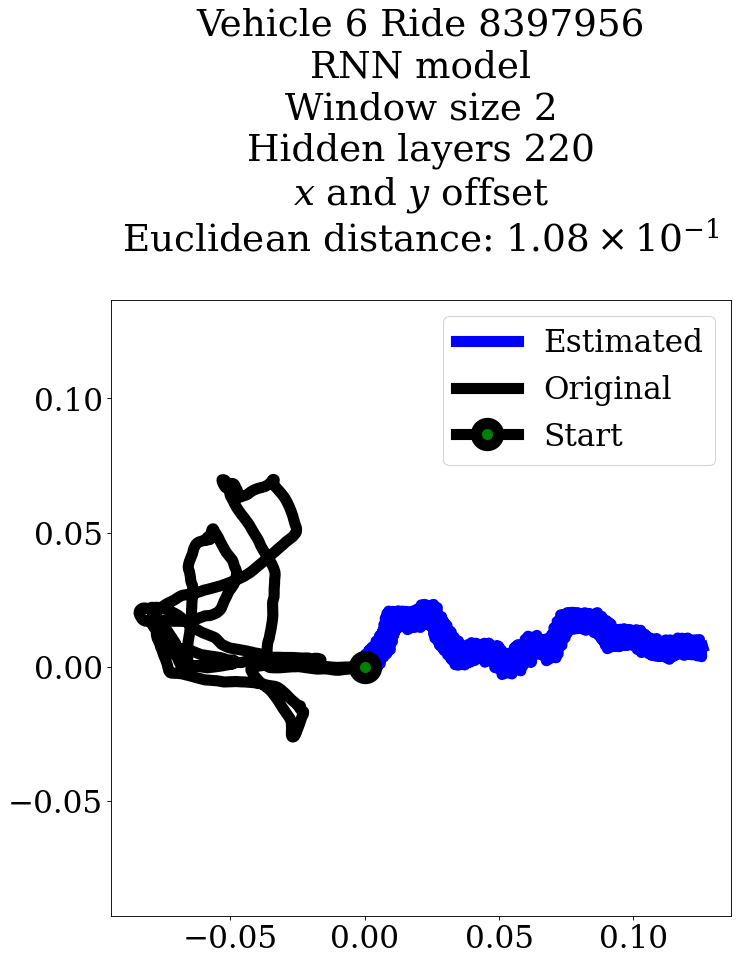 Vehicle 6 Ride 8397956
RNN model
Window size 2
Hidden layers 220
x and y offset
Euclidean distance: 1.08 × 10⁻¹
Estimated
Original
Start
0.10
0.05
0.00
−0.05
−0.05 0.00 0.05 0.10